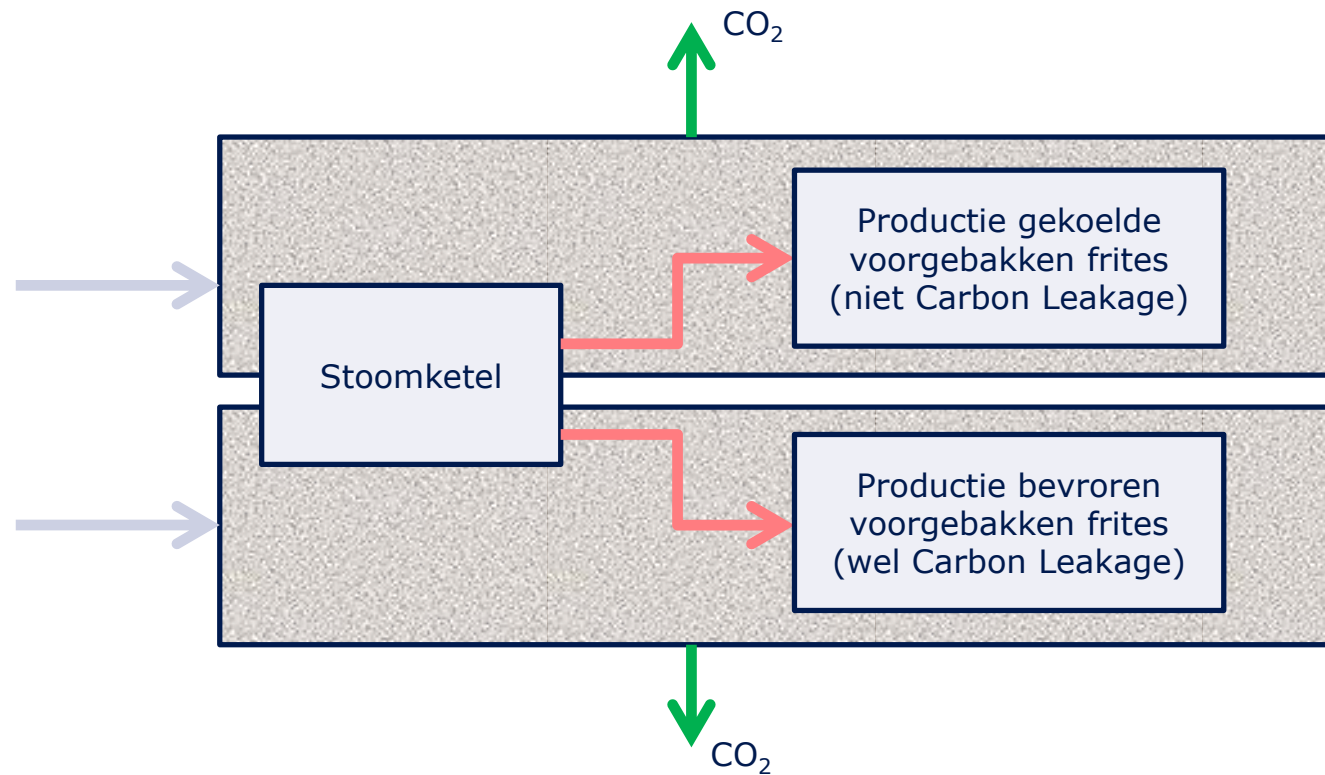 CO₂
Productie gekoelde
voorgebakken frites
(niet Carbon Leakage)
Stoomketel
Productie bevroren
voorgebakken frites
(wel Carbon Leakage)
CO₂